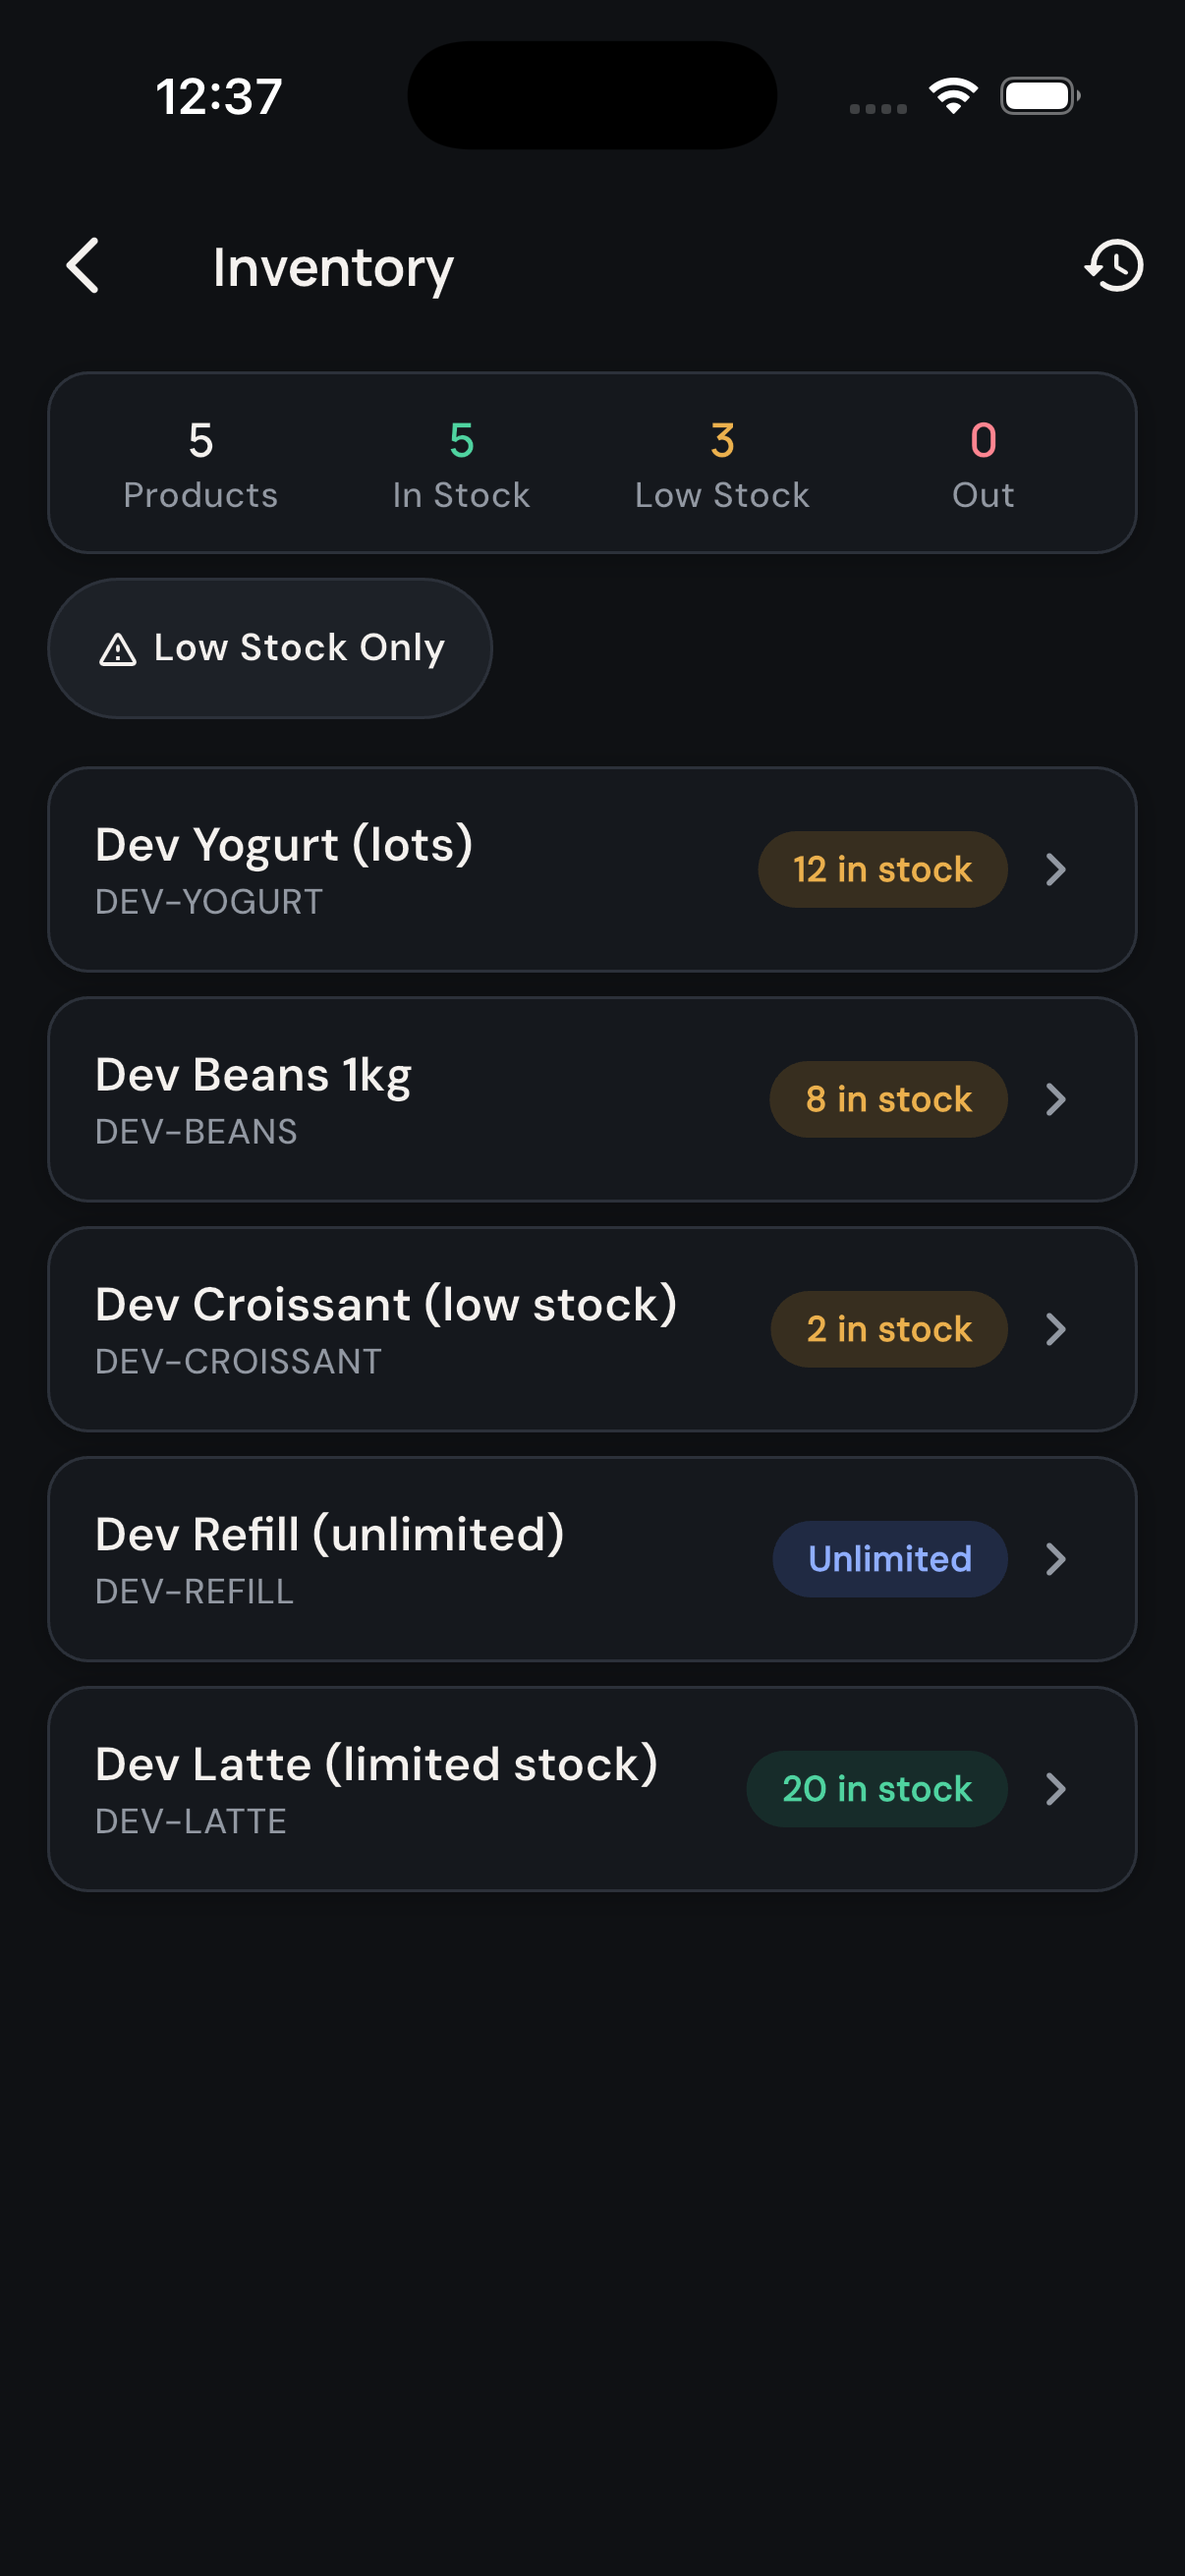 12:37
Inventory
5 5 3 0
Products In Stock Low Stock Out
Low Stock Only
Dev Yogurt (lots)
DEV-YOGURT
12 in stock
Dev Beans 1kg
DEV-BEANS
8 in stock
Dev Croissant (low stock)
DEV-CROISSANT
2 in stock
Dev Refill (unlimited)
DEV-REFILL
Unlimited
Dev Latte (limited stock)
DEV-LATTE
20 in stock